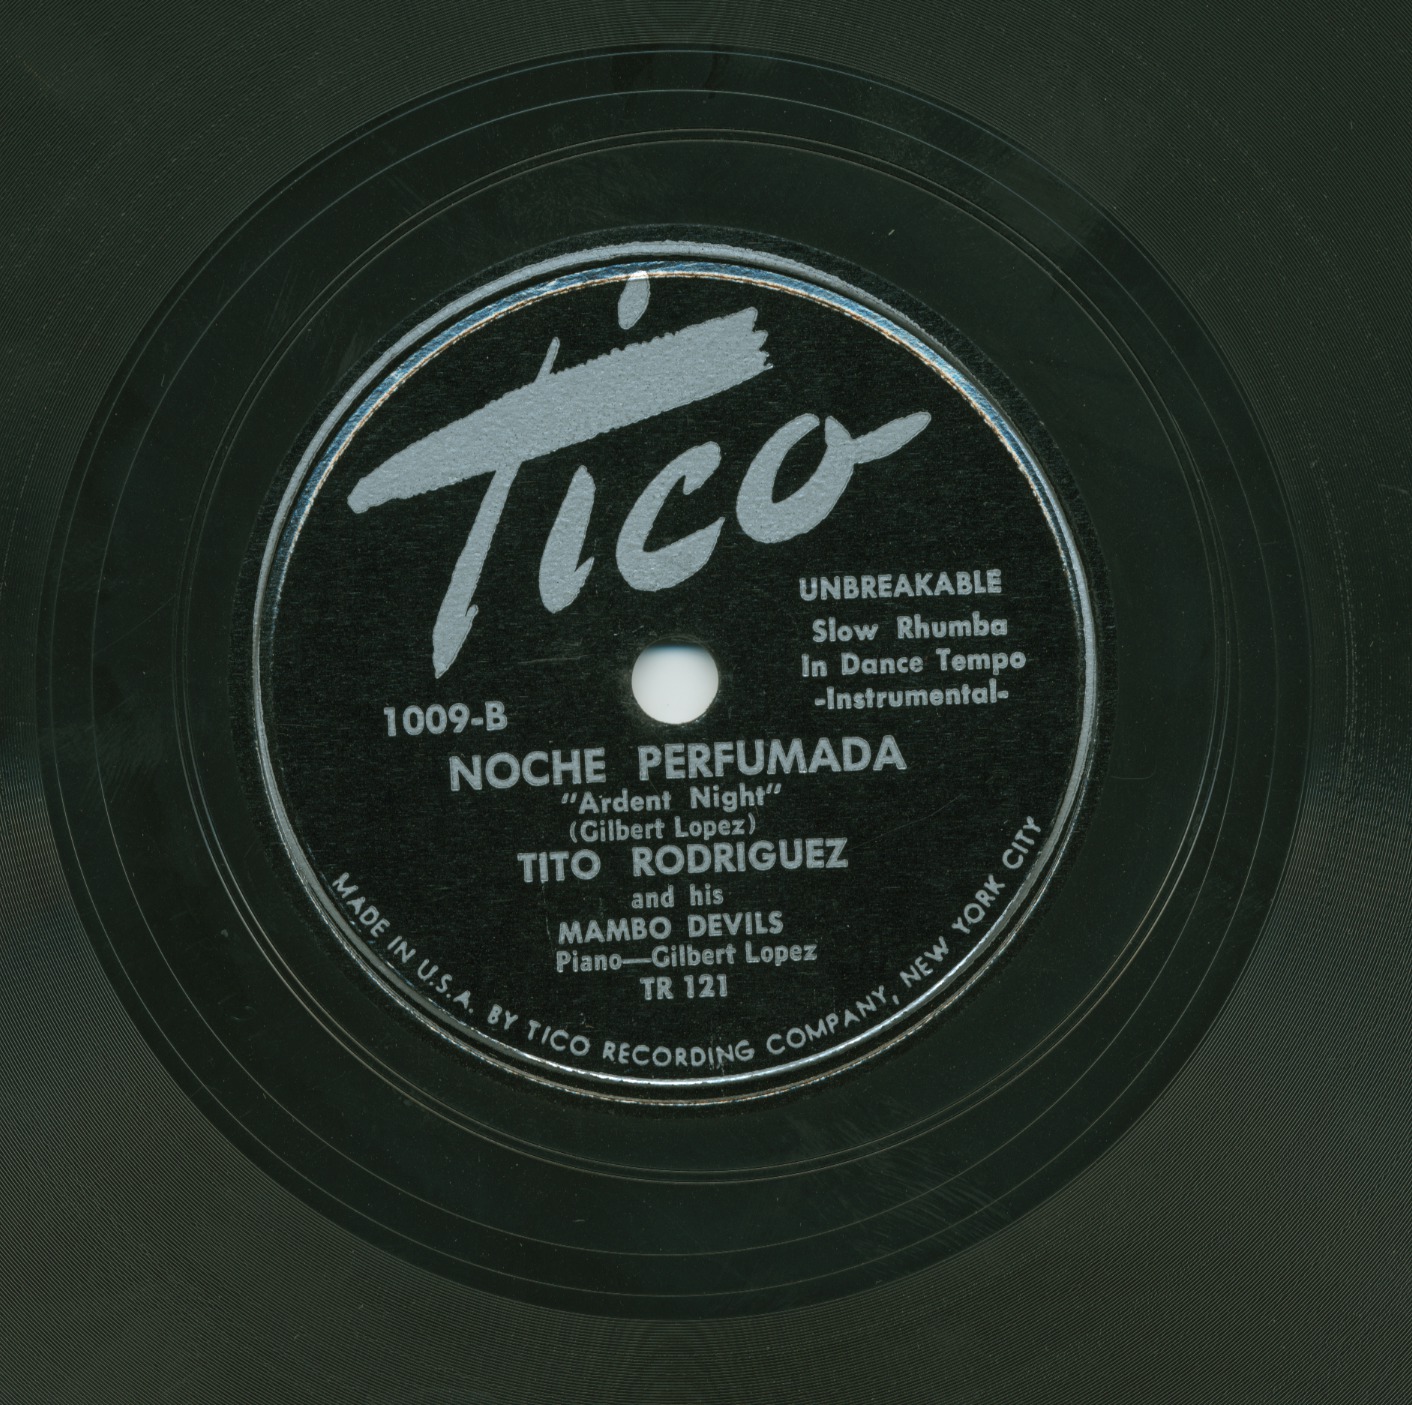 Tico
UNBREAKABLE
Slow Rhumba
In Dance Tempo
-Instrumental-
1009-B
NOCHE PERFUMADA
"Ardent Night"
(Gilbert Lopez)
TITO RODRIGUEZ
and his
MAMBO DEVILS
Piano—Gilbert Lopez
TR 121
MADE IN U.S.A. BY TICO RECORDING COMPANY, NEW YORK CITY